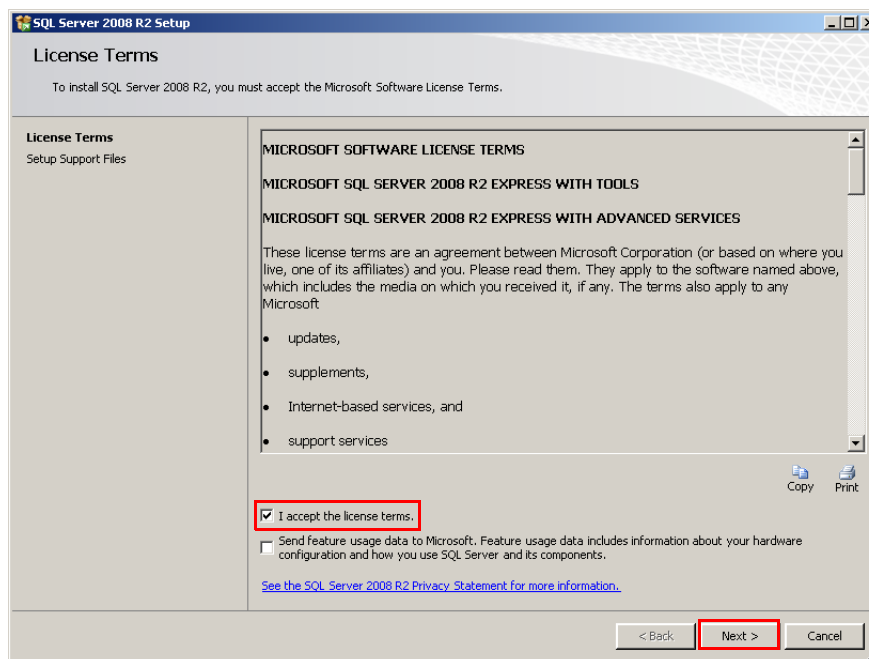 SQL Server 2008 R2 Setup
License Terms
To install SQL Server 2008 R2, you must accept the Microsoft Software License Terms.
License Terms
Setup Support Files
MICROSOFT SOFTWARE LICENSE TERMS
MICROSOFT SQL SERVER 2008 R2 EXPRESS WITH TOOLS
MICROSOFT SQL SERVER 2008 R2 EXPRESS WITH ADVANCED SERVICES
These license terms are an agreement between Microsoft Corporation (or based on where you
live, one of its affiliates) and you. Please read them. They apply to the software named above,
which includes the media on which you received it, if any. The terms also apply to any
Microsoft
• updates,
• supplements,
• Internet-based services, and
• support services
Copy Print
I accept the license terms.
Send feature usage data to Microsoft. Feature usage data includes information about your hardware
configuration and how you use SQL Server and its components.
See the SQL Server 2008 R2 Privacy Statement for more information.
< Back Next > Cancel